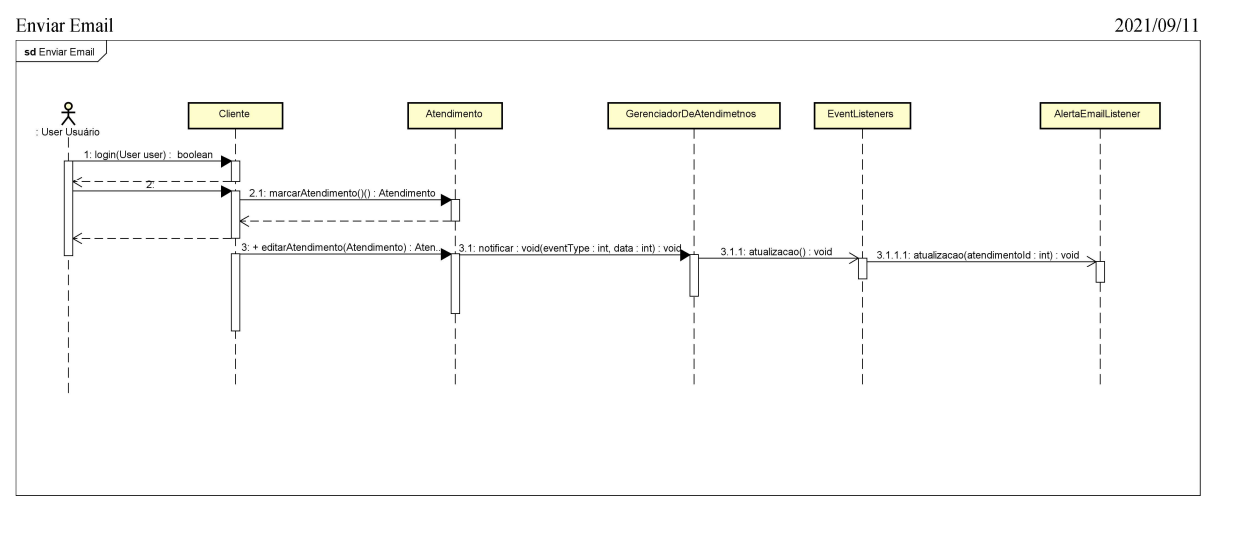 Enviar Email 2021/09/11
sd Enviar Email
: User Usuário
Cliente
Atendimento
GerenciadorDeAtendimetnos
EventListeners
AlertaEmailListener
1: login(User user) : boolean
2:
2.1: marcarAtendimento()() : Atendimento
3: + editarAtendimento(Atendimento) : Aten..
3.1: notificar : void(eventType : int, data : int) : void
3.1.1: atualizacao() : void
3.1.1.1: atualizacao(atendimentoId : int) : void